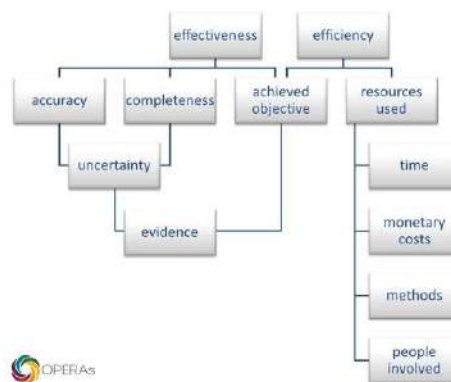 effectiveness
efficiency
accuracy
completeness
achieved
objective
resources
used
uncertainty
time
evidence
monetary
costs
methods
people
involved
OPERAs